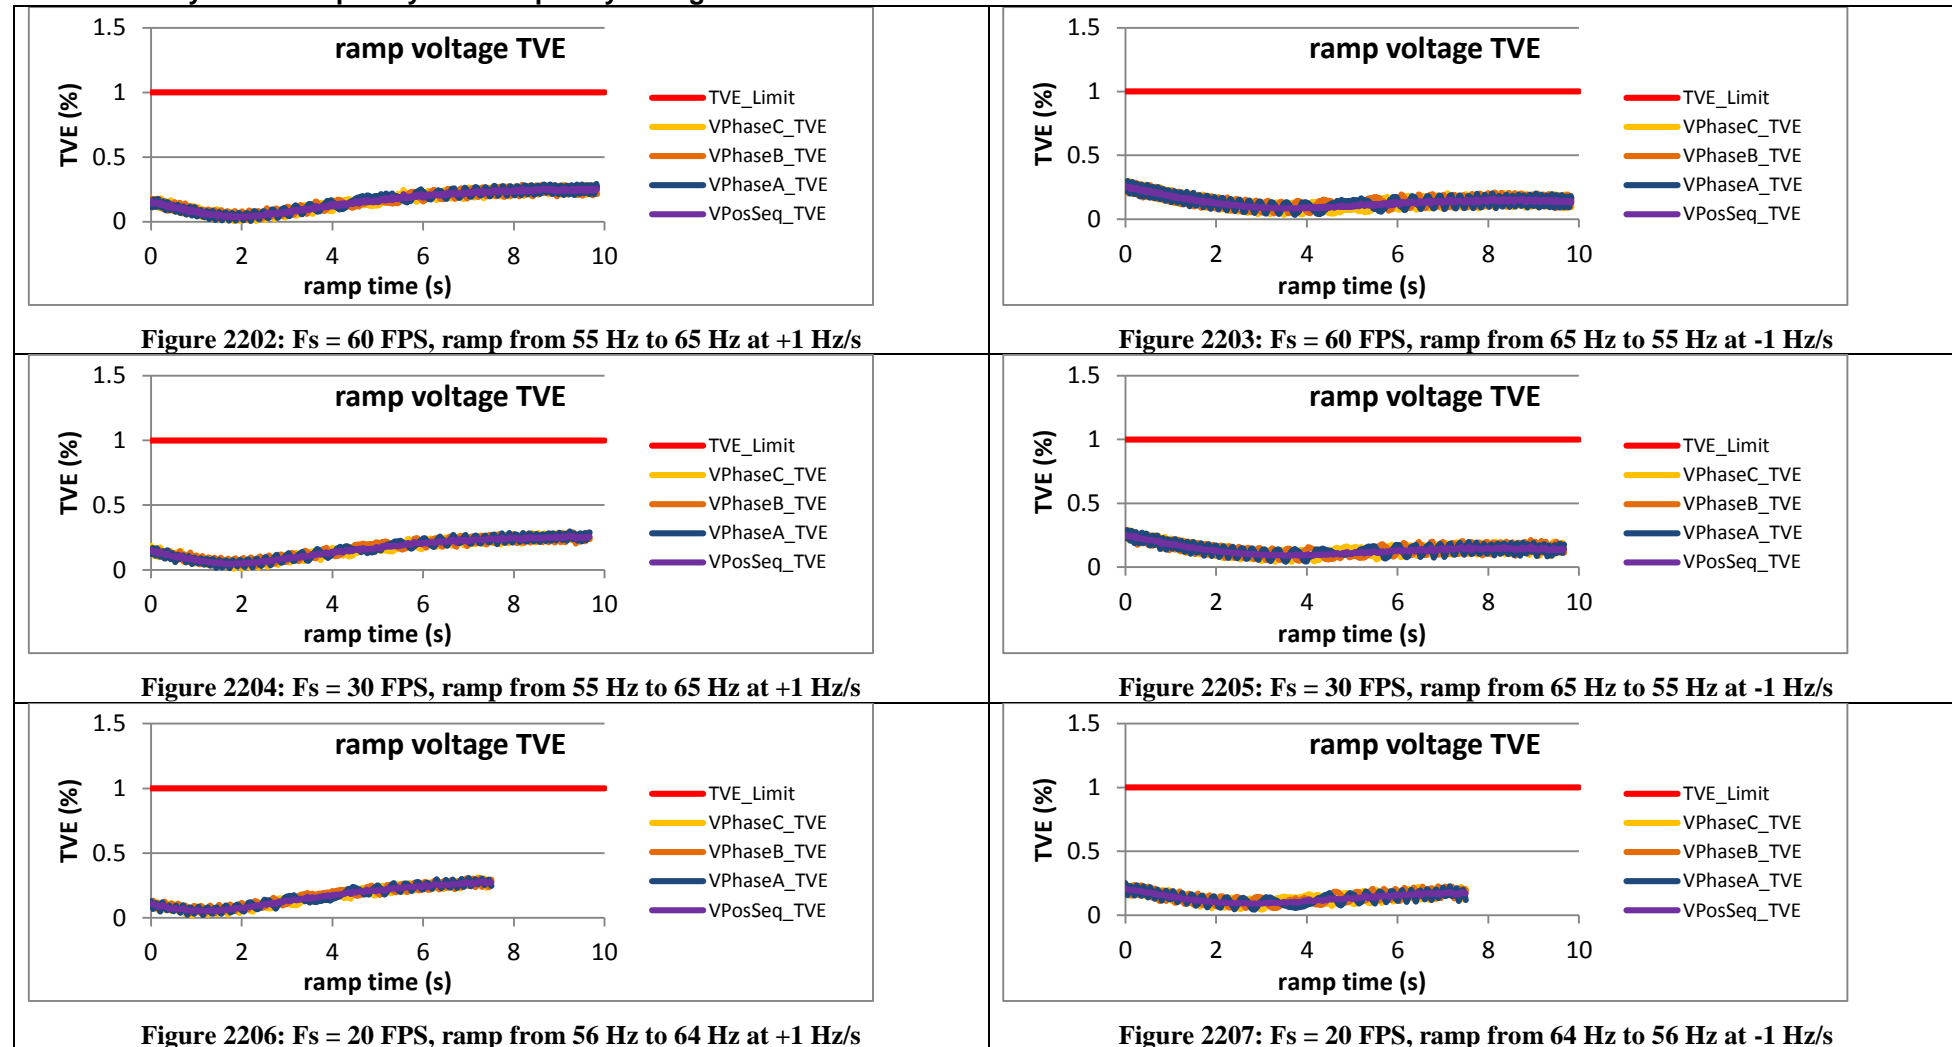 ramp voltage TVE
1.5
1
0.5
0
TVE (%)
0 2 4 6 8 10
ramp time (s)
TVE_Limit
VPhaseC_TVE
VPhaseB_TVE
VPhaseA_TVE
VPosSeq_TVE
Figure 2202: Fs = 60 FPS, ramp from 55 Hz to 65 Hz at +1 Hz/s
ramp voltage TVE
1.5
1
0.5
0
TVE (%)
0 2 4 6 8 10
ramp time (s)
TVE_Limit
VPhaseC_TVE
VPhaseB_TVE
VPhaseA_TVE
VPosSeq_TVE
Figure 2203: Fs = 60 FPS, ramp from 65 Hz to 55 Hz at -1 Hz/s
ramp voltage TVE
1.5
1
0.5
0
TVE (%)
0 2 4 6 8 10
ramp time (s)
TVE_Limit
VPhaseC_TVE
VPhaseB_TVE
VPhaseA_TVE
VPosSeq_TVE
Figure 2204: Fs = 30 FPS, ramp from 55 Hz to 65 Hz at +1 Hz/s
ramp voltage TVE
1.5
1
0.5
0
TVE (%)
0 2 4 6 8 10
ramp time (s)
TVE_Limit
VPhaseC_TVE
VPhaseB_TVE
VPhaseA_TVE
VPosSeq_TVE
Figure 2205: Fs = 30 FPS, ramp from 65 Hz to 55 Hz at -1 Hz/s
ramp voltage TVE
1.5
1
0.5
0
TVE (%)
0 2 4 6 8 10
ramp time (s)
TVE_Limit
VPhaseC_TVE
VPhaseB_TVE
VPhaseA_TVE
VPosSeq_TVE
Figure 2206: Fs = 20 FPS, ramp from 56 Hz to 64 Hz at +1 Hz/s
ramp voltage TVE
1.5
1
0.5
0
TVE (%)
0 2 4 6 8 10
ramp time (s)
TVE_Limit
VPhaseC_TVE
VPhaseB_TVE
VPhaseA_TVE
VPosSeq_TVE
Figure 2207: Fs = 20 FPS, ramp from 64 Hz to 56 Hz at -1 Hz/s